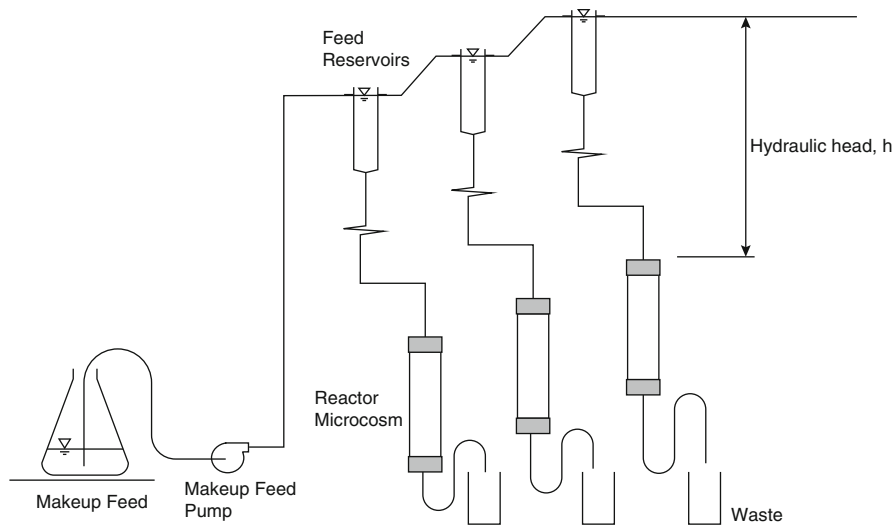 Feed
Reservoirs
Hydraulic head, h
Reactor
Microcosm
Makeup Feed
Makeup Feed
Pump
Waste